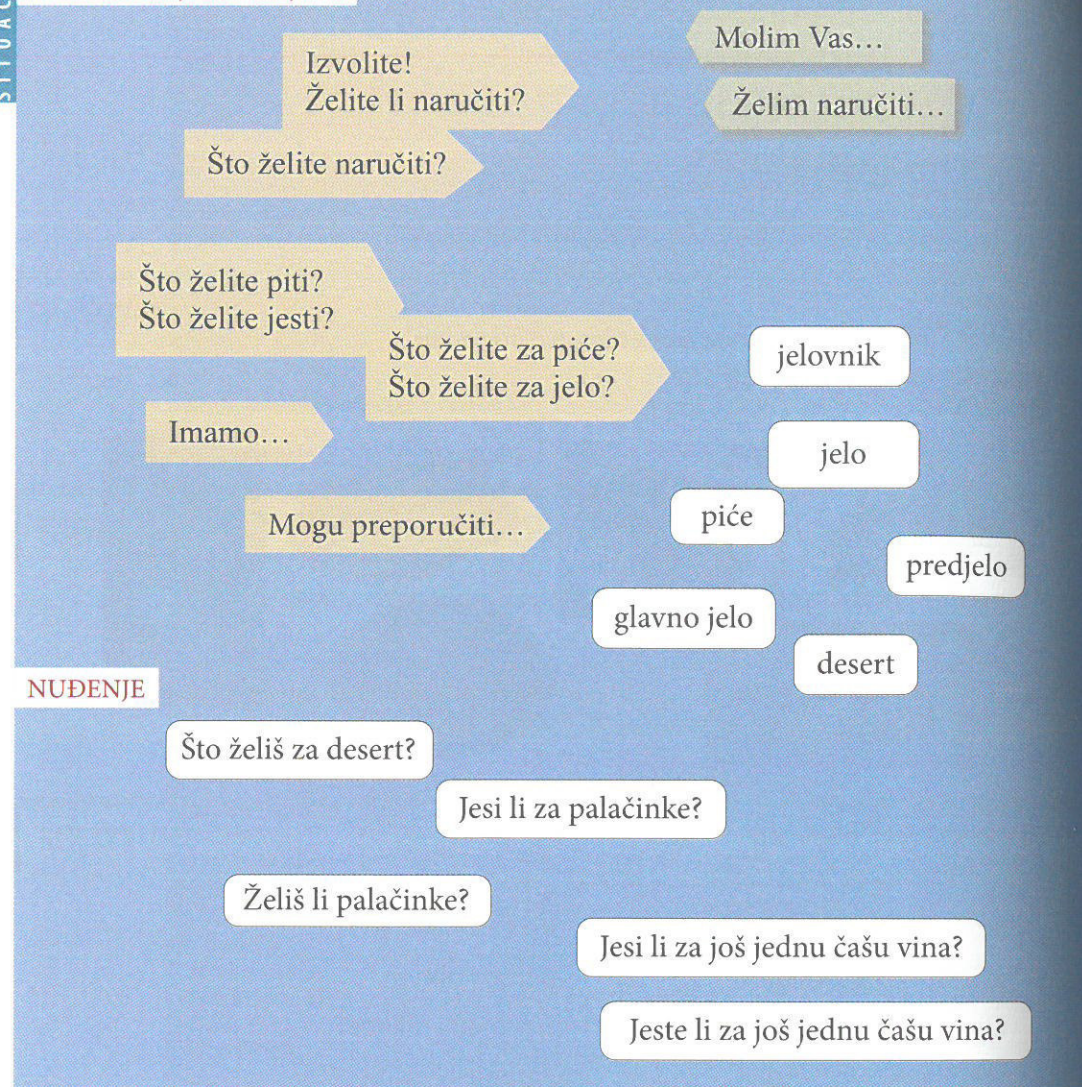 Izvolite!
Želite li naručiti?
Molim Vas…
Želim naručiti…
Što želite naručiti?
Što želite piti?
Što želite jesti?
Što želite za piće?
Što želite za jelo?
Imamo…
Mogu preporučiti…
jelovnik
jelo
piće
predjelo
glavno jelo
desert
NUĐENJE
Što želiš za desert?
Jesi li za palačinke?
Želiš li palačinke?
Jesi li za još jednu čašu vina?
Jeste li za još jednu čašu vina?